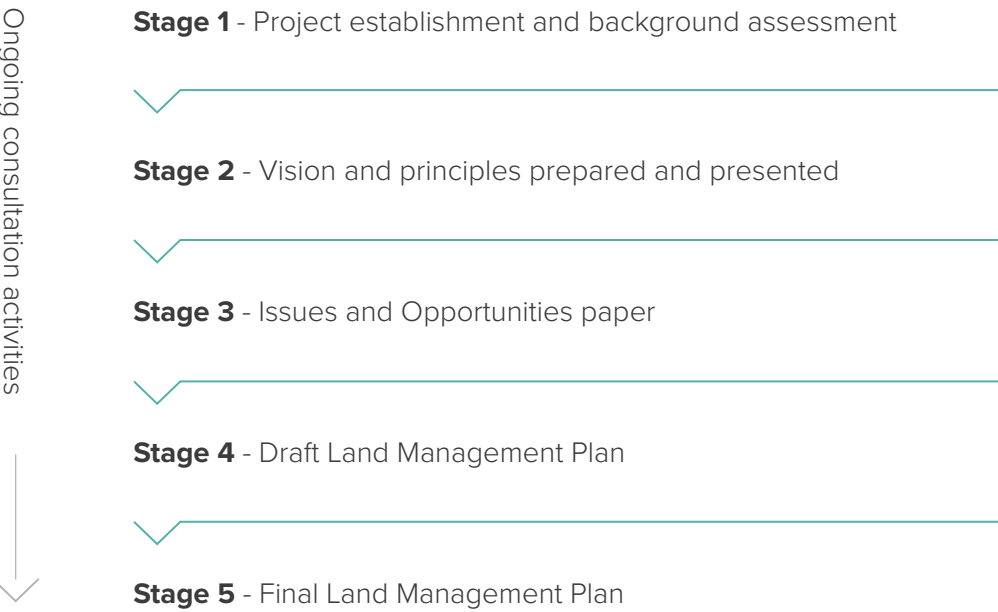 Ongoing consultation activities
Stage 1 - Project establishment and background assessment
Stage 2 - Vision and principles prepared and presented
Stage 3 - Issues and Opportunities paper
Stage 4 - Draft Land Management Plan
Stage 5 - Final Land Management Plan